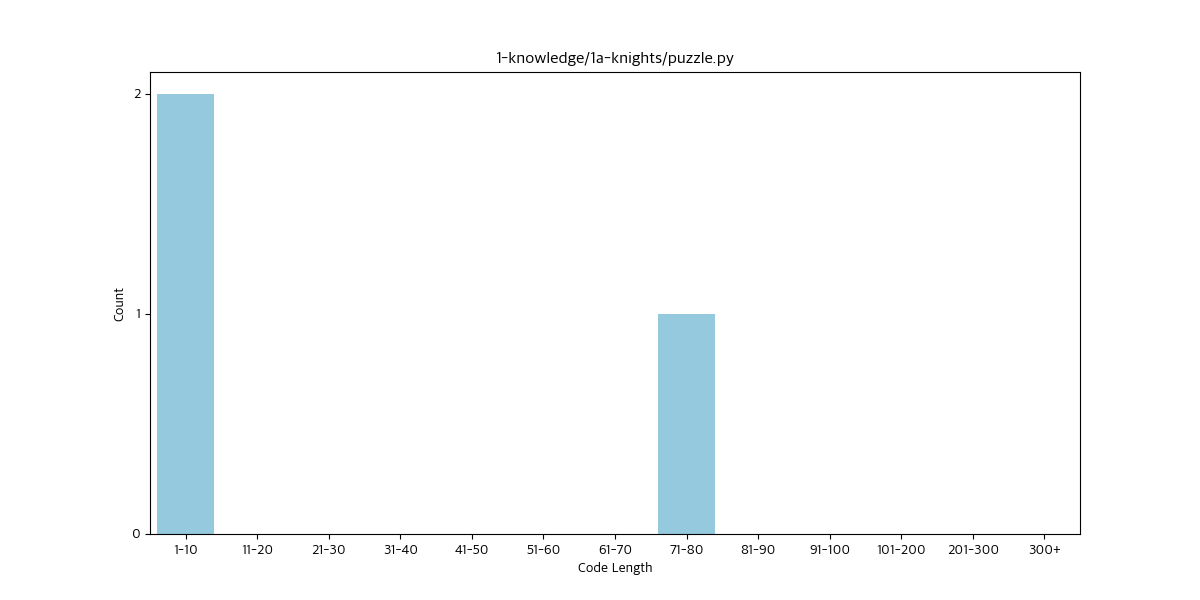 1-knowledge/1a-knights/puzzle.py
2
1
0
Count
1-10 11-20 21-30 31-40 41-50 51-60 61-70 71-80 81-90 91-100 101-200 201-300 300+
Code Length